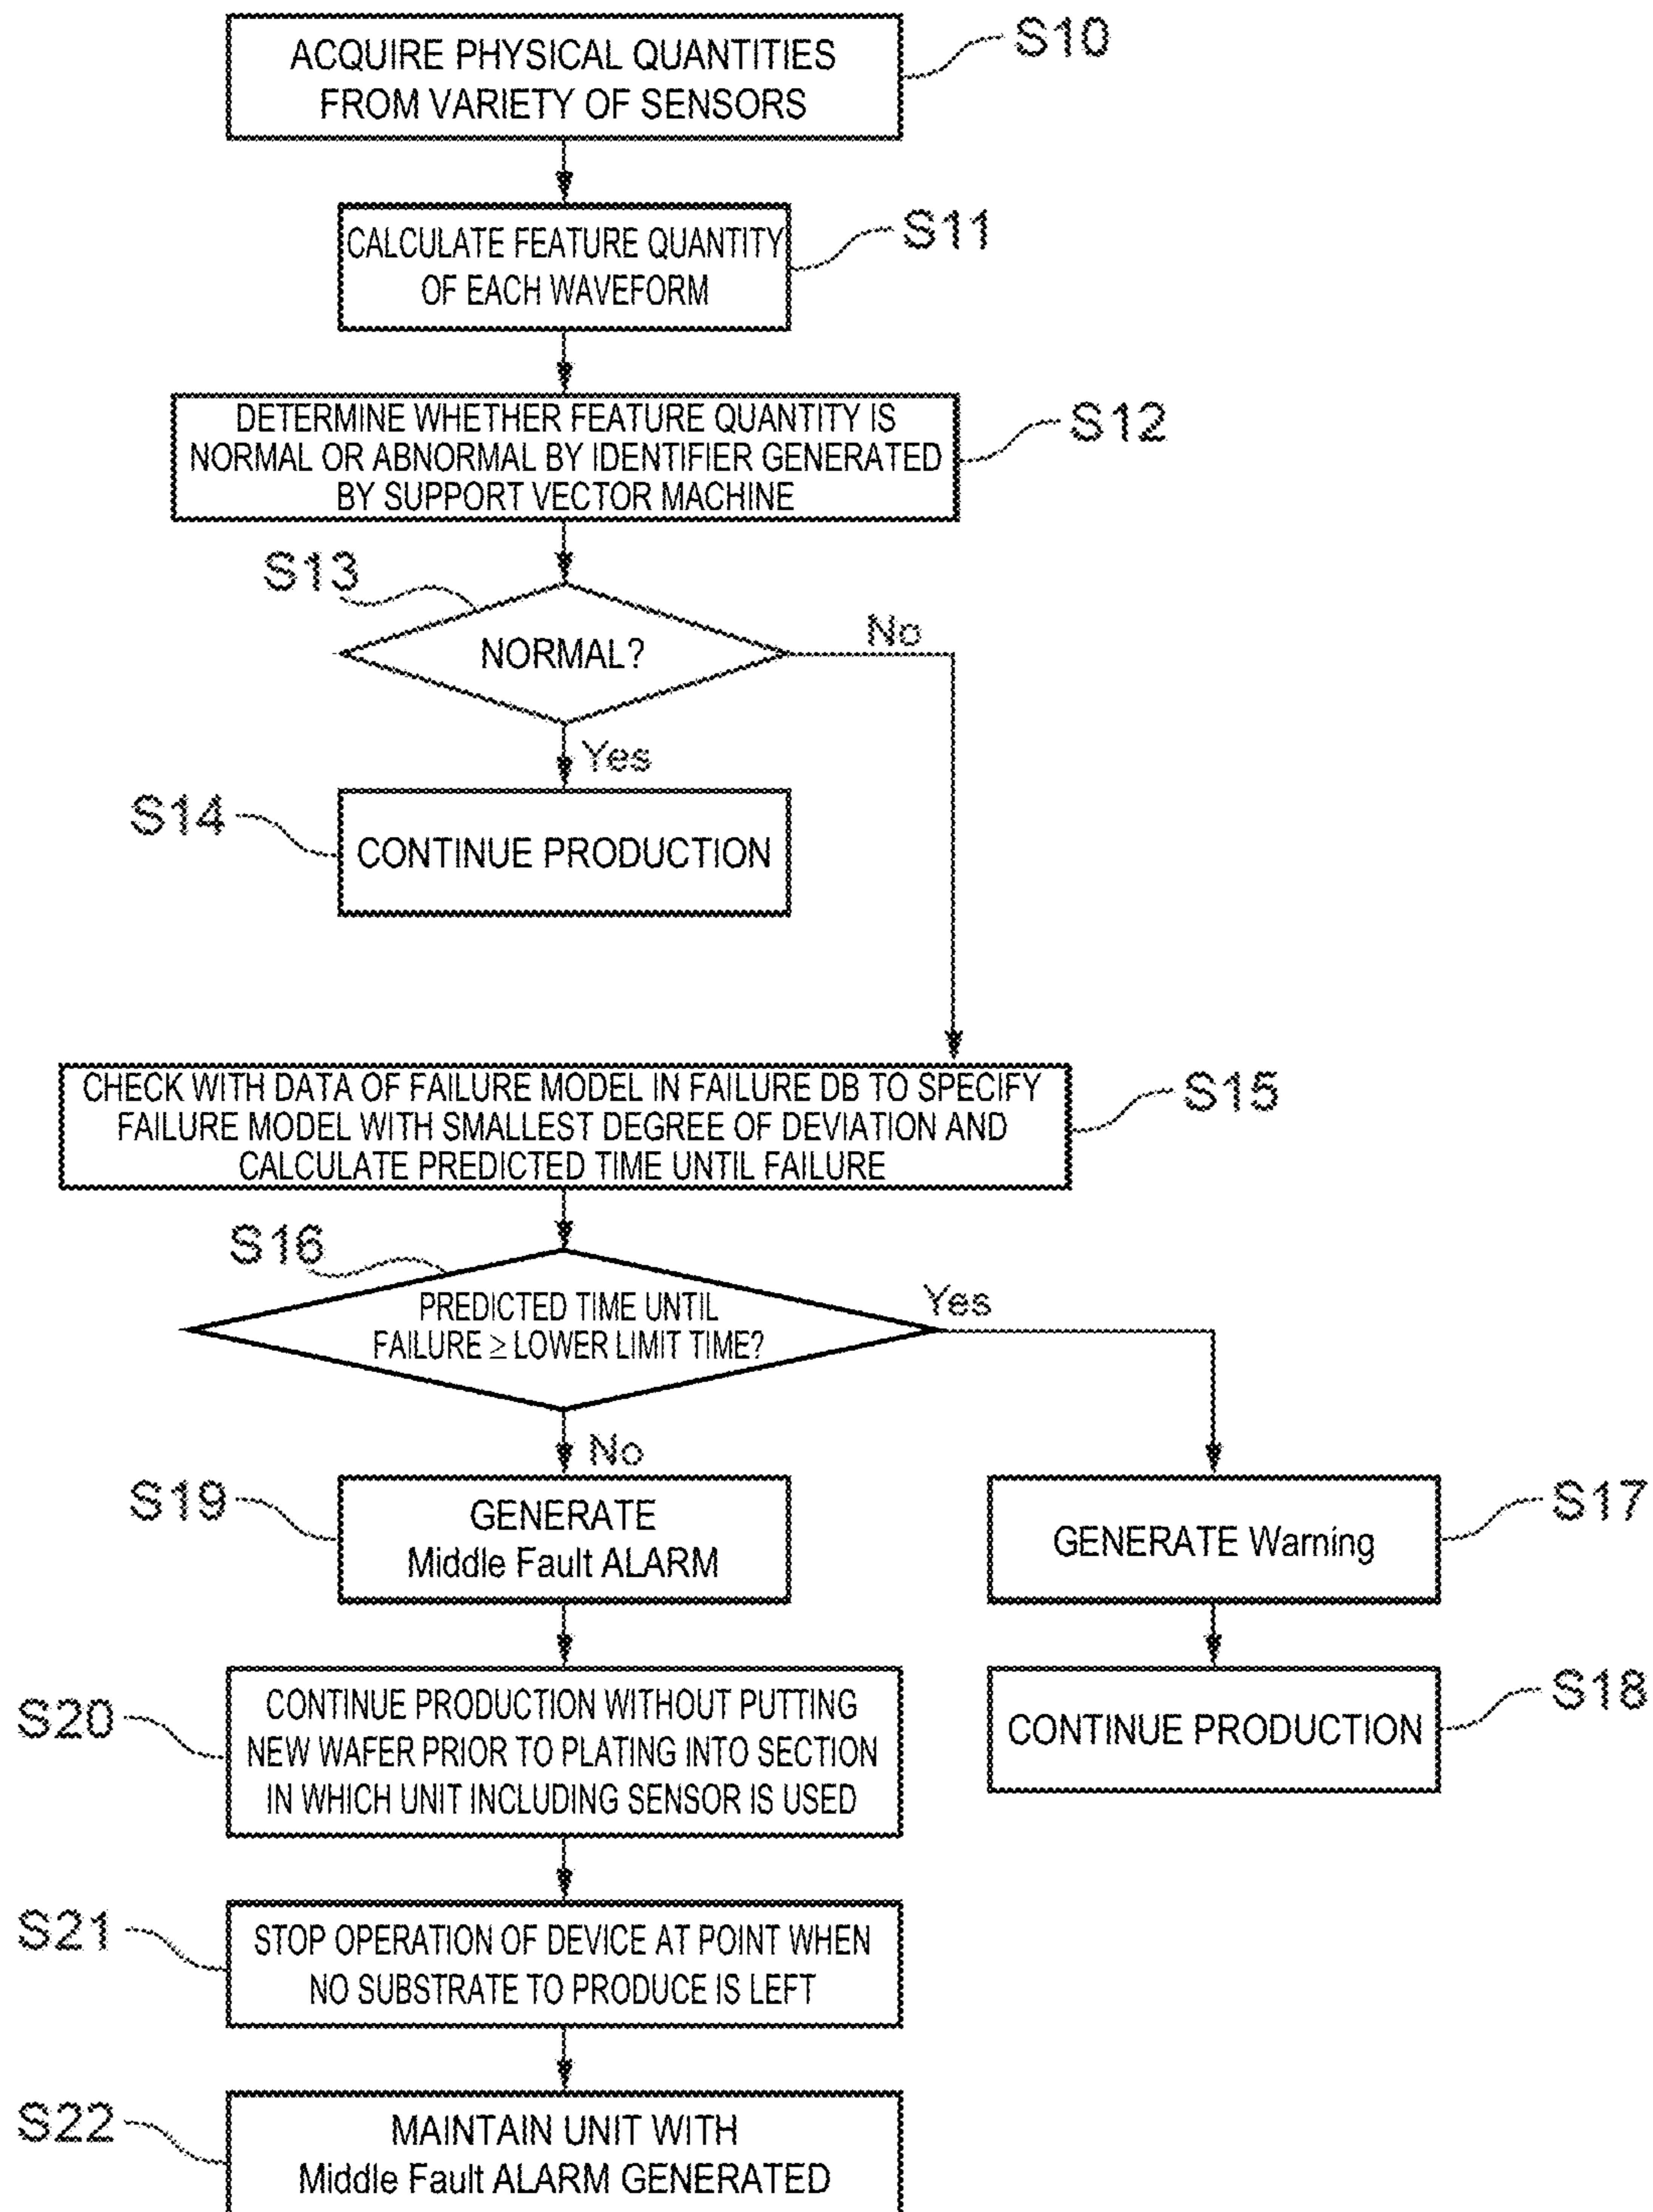 ACQUIRE PHYSICAL QUANTITIES
FROM VARIETY OF SENSORS
S10
CALCULATE FEATURE QUANTITY
OF EACH WAVEFORM
S11
DETERMINE WHETHER FEATURE QUANTITY IS
NORMAL OR ABNORMAL BY IDENTIFIER GENERATED
BY SUPPORT VECTOR MACHINE
S12
S13
NORMAL?
No
Yes
S14
CONTINUE PRODUCTION
CHECK WITH DATA OF FAILURE MODEL IN FAILURE DB TO SPECIFY
FAILURE MODEL WITH SMALLEST DEGREE OF DEVIATION AND
CALCULATE PREDICTED TIME UNTIL FAILURE
S15
S16
PREDICTED TIME UNTIL
FAILURE ≥ LOWER LIMIT TIME?
Yes
No
S19
GENERATE
Middle Fault ALARM
GENERATE Warning
S17
S20
CONTINUE PRODUCTION WITHOUT PUTTING
NEW WAFER PRIOR TO PLATING INTO SECTION
IN WHICH UNIT INCLUDING SENSOR IS USED
CONTINUE PRODUCTION
S18
S21
STOP OPERATION OF DEVICE AT POINT WHEN
NO SUBSTRATE TO PRODUCE IS LEFT
S22
MAINTAIN UNIT WITH
Middle Fault ALARM GENERATED